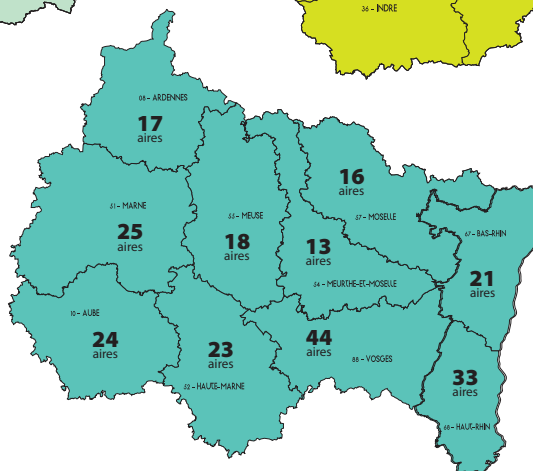 36 – INDRE
08 – ARDENNES
17
aires
16
aires
51 – MARNE
25
aires
55 – MEUSE
18
aires
57 – MOSELLE
13
aires
54 – MEURTHE-ET-MOSELLE
67 – BAS-RHIN
21
aires
10 – AUBE
24
aires
23
aires
52 – HAUTE-MARNE
44
aires
88 – VOSGES
33
aires
68 – HAUT-RHIN